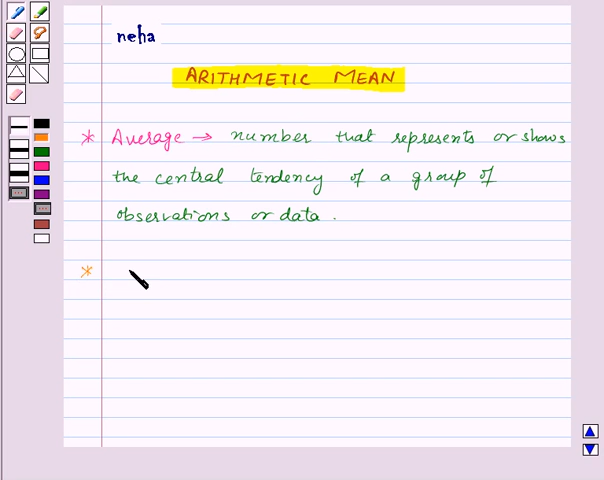 neha
ARITHMETIC MEAN
* Average → number that represents or shows
the central tendency of a group of
observations or data .
*